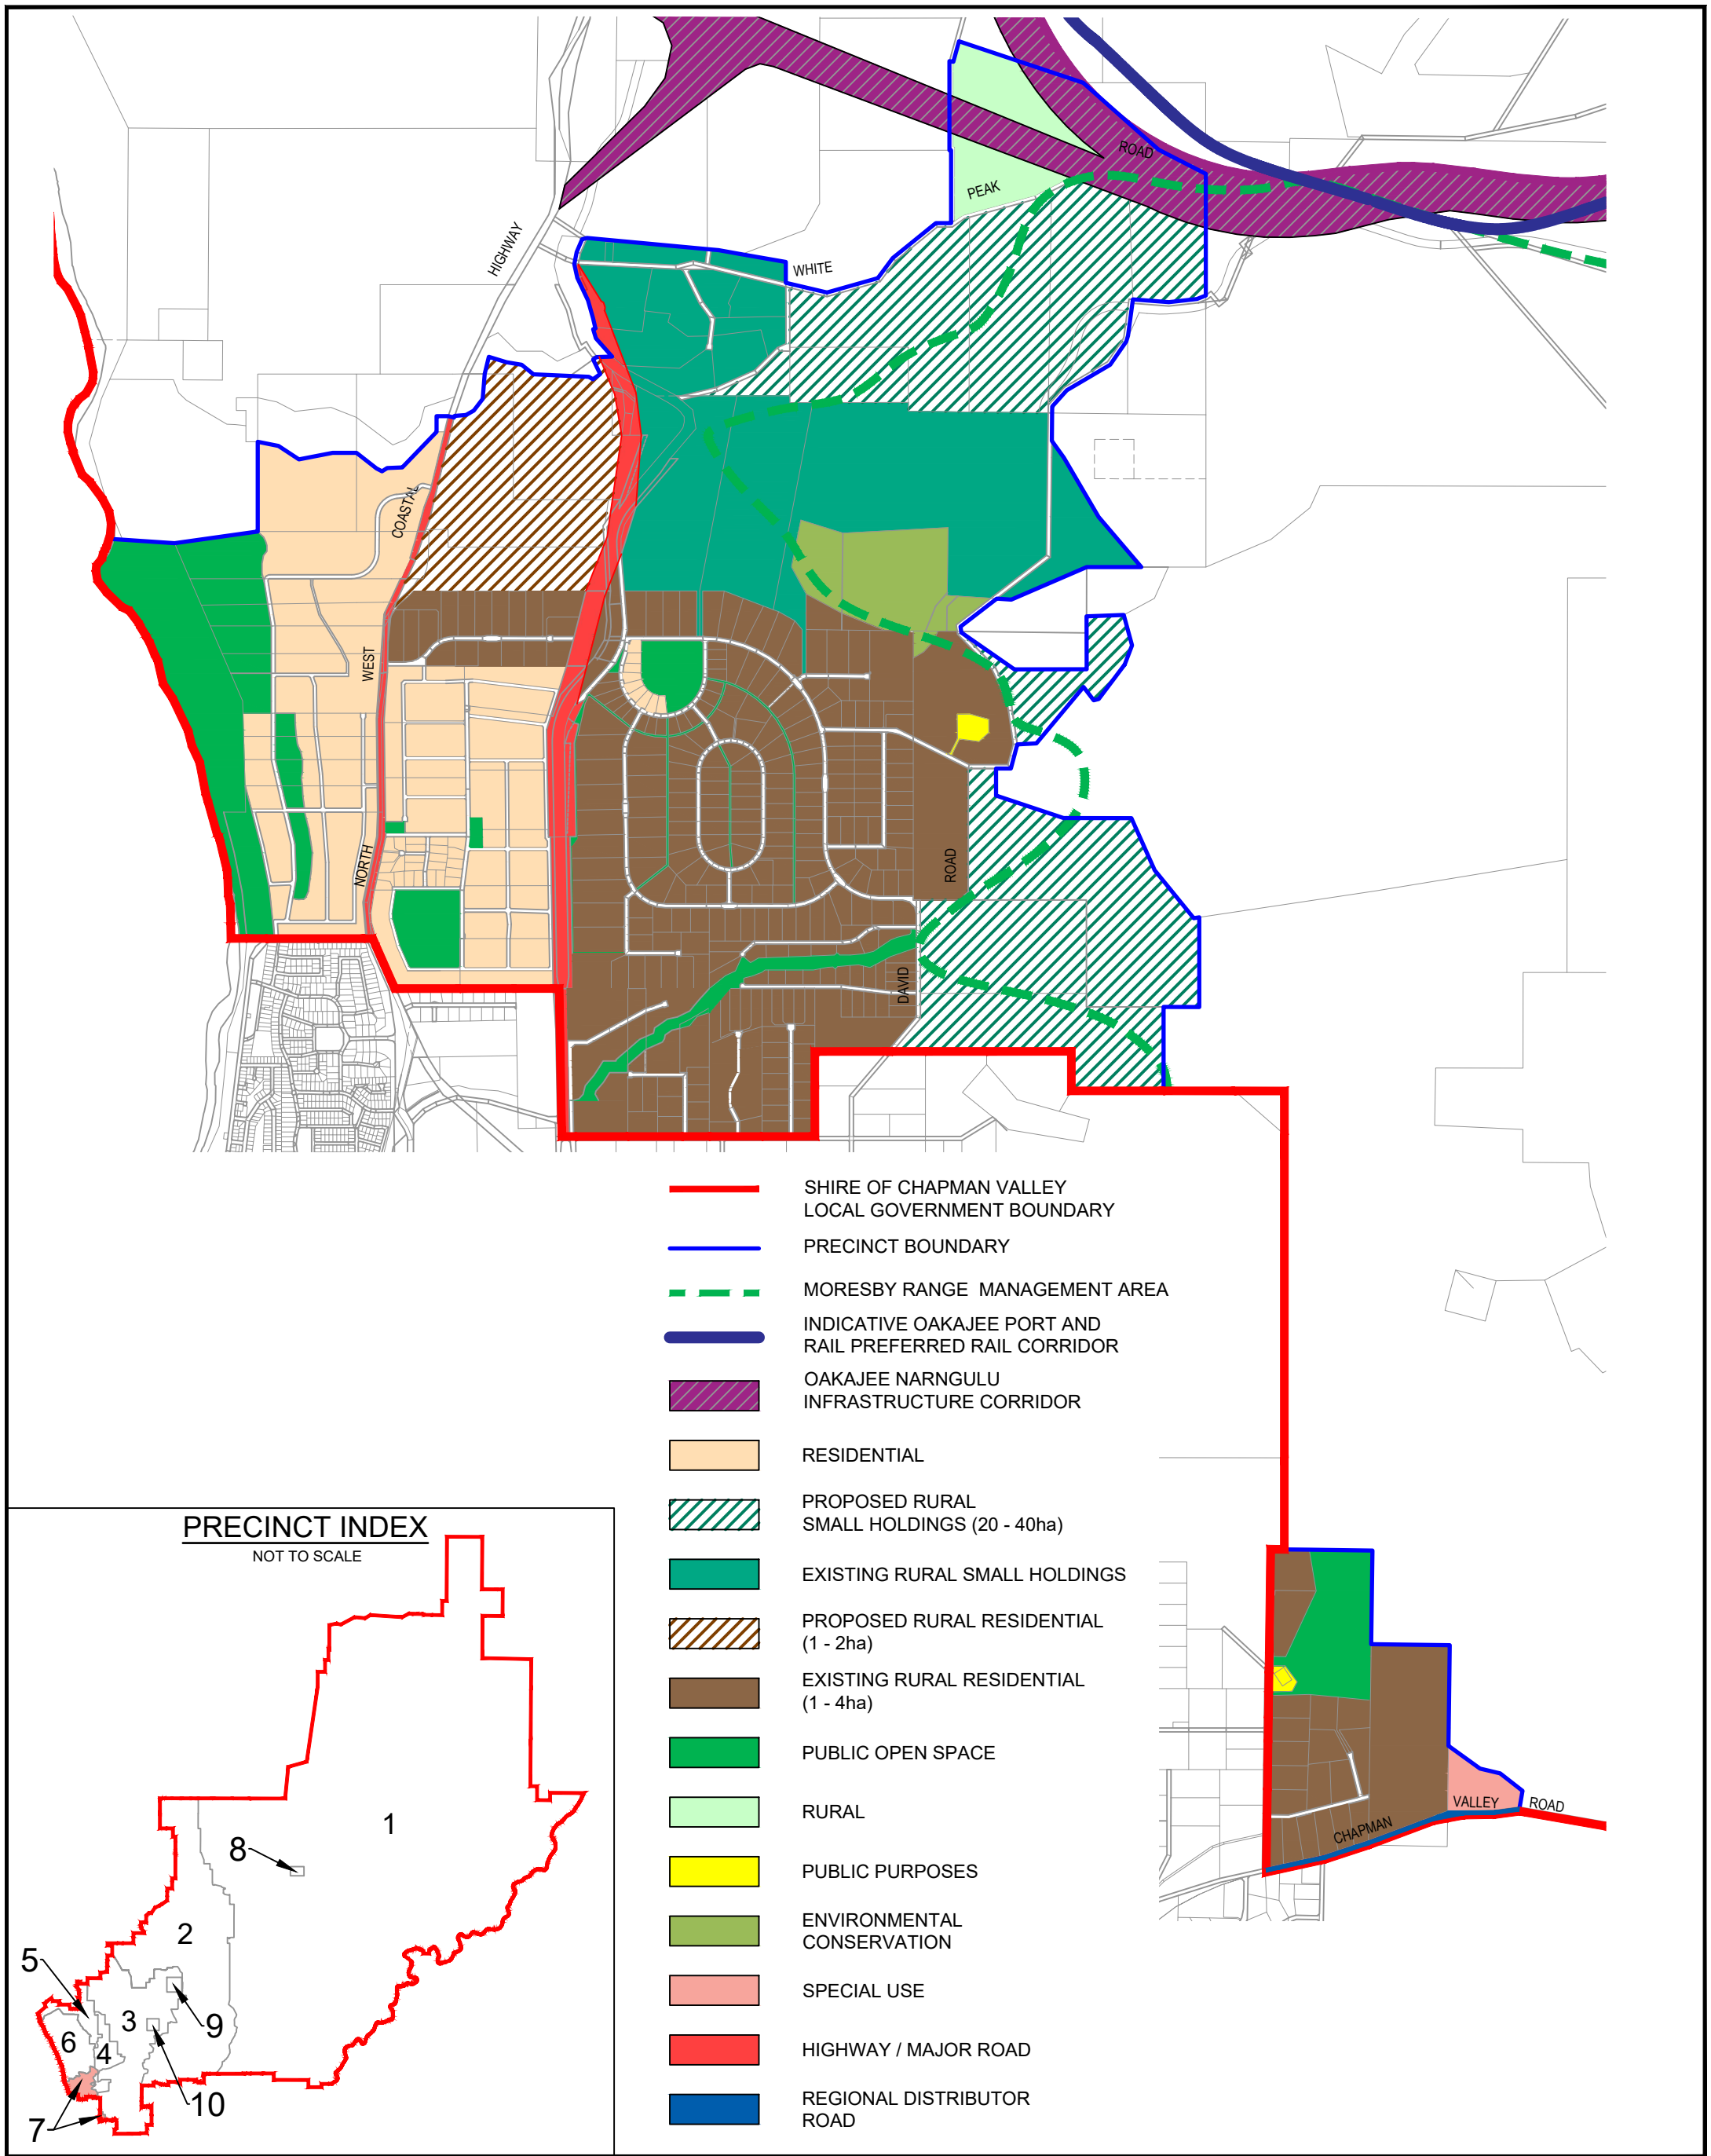 ROAD
PEAK
HIGHWAY
WHITE
COASTAL
WEST
NORTH
ROAD
DAVID
SHIRE OF CHAPMAN VALLEY
LOCAL GOVERNMENT BOUNDARY
PRECINCT BOUNDARY
MORESBY RANGE MANAGEMENT AREA
INDICATIVE OAKAJEE PORT AND
RAIL PREFERRED RAIL CORRIDOR
OAKAJEE NARNGULU
INFRASTRUCTURE CORRIDOR
RESIDENTIAL
PROPOSED RURAL
SMALL HOLDINGS (20 - 40ha)
EXISTING RURAL SMALL HOLDINGS
PROPOSED RURAL RESIDENTIAL
(1 - 2ha)
EXISTING RURAL RESIDENTIAL
(1 - 4ha)
PUBLIC OPEN SPACE
RURAL
PUBLIC PURPOSES
ENVIRONMENTAL
CONSERVATION
SPECIAL USE
HIGHWAY / MAJOR ROAD
REGIONAL DISTRIBUTOR
ROAD
CHAPMAN
VALLEY
ROAD
PRECINCT INDEX
NOT TO SCALE
1
8
2
5
3
9
6
4
10
7